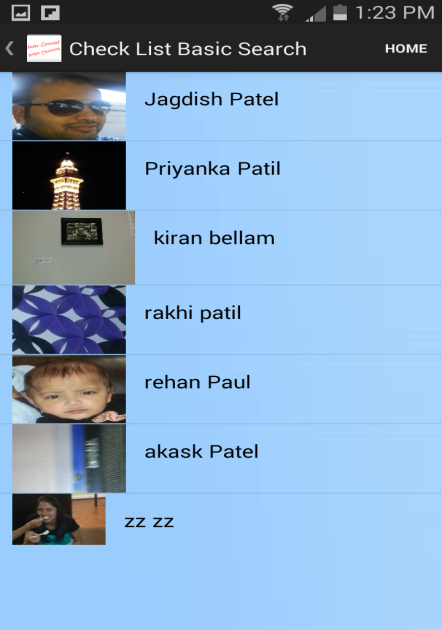 1:23 PM
Check List Basic Search
HOME
Jagdish Patel
Priyanka Patil
kiran bellam
rakhi patil
rehan Paul
akask Patel
zz zz